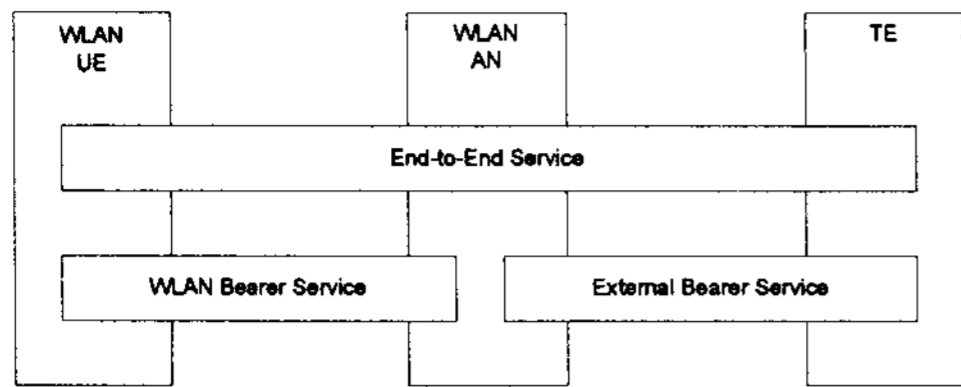 WLAN
UE
WLAN
AN
TE
End-to-End Service
WLAN Bearer Service
External Bearer Service